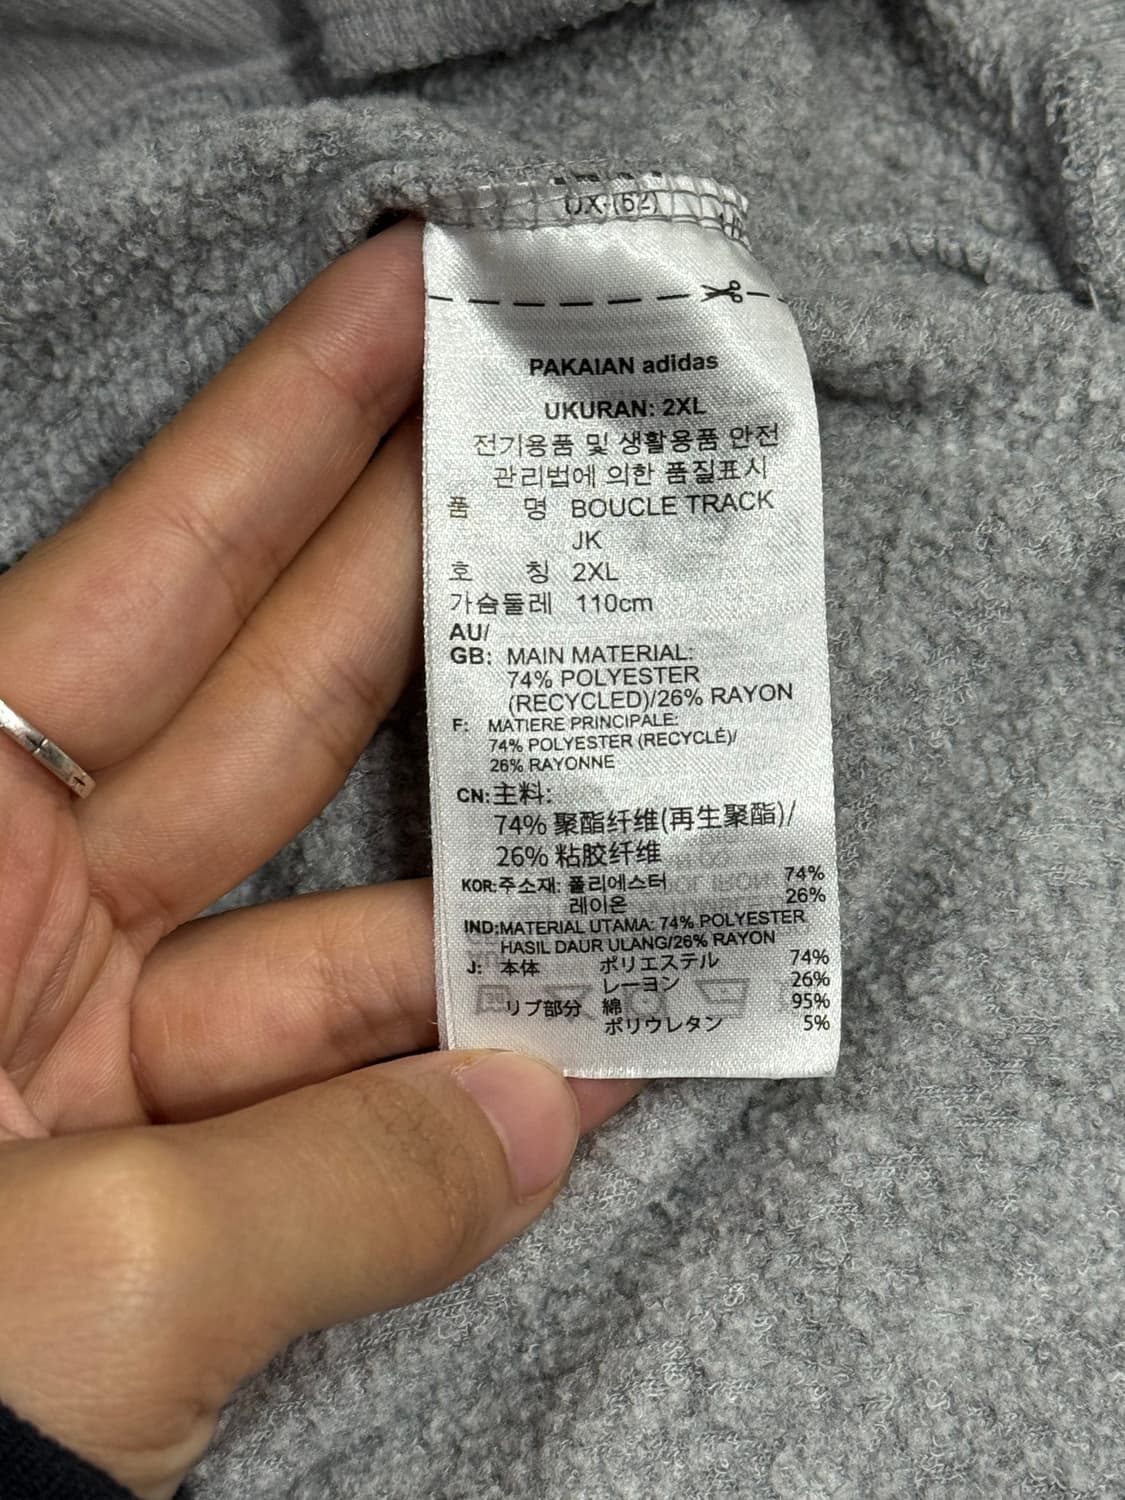 UX-(62)
PAKAIAN adidas
UKURAN: 2XL
전기용품 및 생활용품 안전
관리법에 의한 품질표시
품 명 BOUCLE TRACK
JK
호 칭 2XL
가슴둘레 110cm
AU/
GB: MAIN MATERIAL:
74% POLYESTER
(RECYCLED)/26% RAYON
F: MATIERE PRINCIPALE:
74% POLYESTER (RECYCLÉ)/
26% RAYONNE
CN:主料:
74% 聚酯纤维(再生聚酯)/
26% 粘胶纤维
KOR:주소재: 폴리에스터 74%
레이온 26%
IND:MATERIAL UTAMA: 74% POLYESTER
HASIL DAUR ULANG/26% RAYON
J: 本体 ポリエステル 74%
レーヨン 26%
リブ部分 綿 95%
ポリウレタン 5%